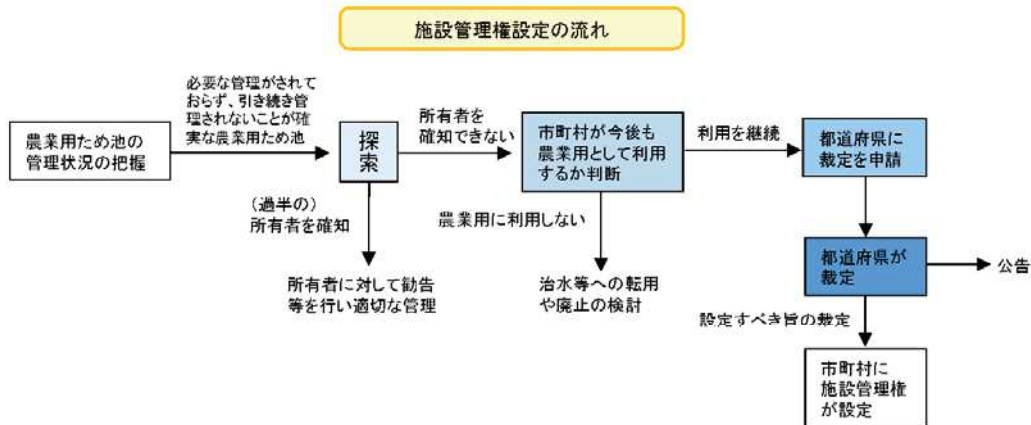 施設管理権設定の流れ
農業用ため池の
管理状況の把握
必要な管理がされて
おらず、引き続き管
理されないことが確
実な農業用ため池
探
索
所有者を
確知できない
市町村が今後も
農業用として利用
するか判断
利用を継続
都道府県に
裁定を申請
(過半の)
所有者を確知
農業用に利用しない
所有者に対して勧告
等を行い適切な管理
治水等への転用
や廃止の検討
都道府県が
裁定
公告
設定すべき旨の裁定
市町村に
施設管理権
が設定